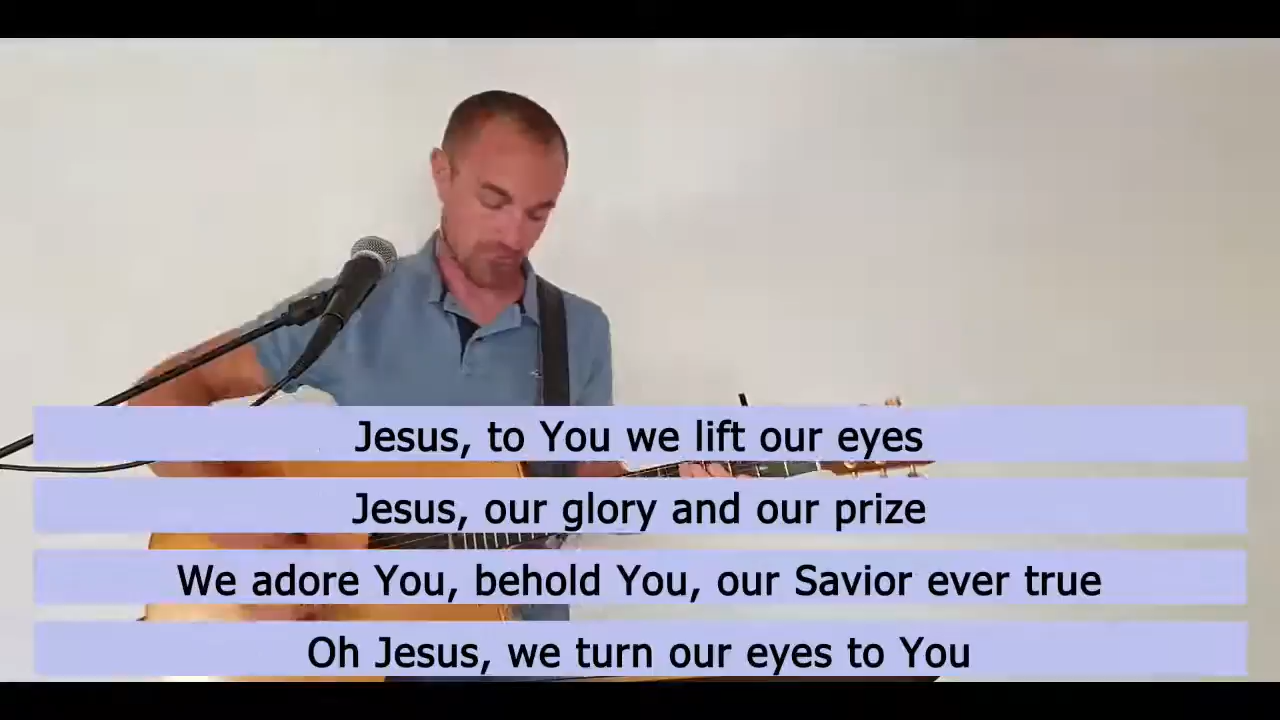 Jesus, to You we lift our eyes
Jesus, our glory and our prize
We adore You, behold You, our Savior ever true
Oh Jesus, we turn our eyes to You